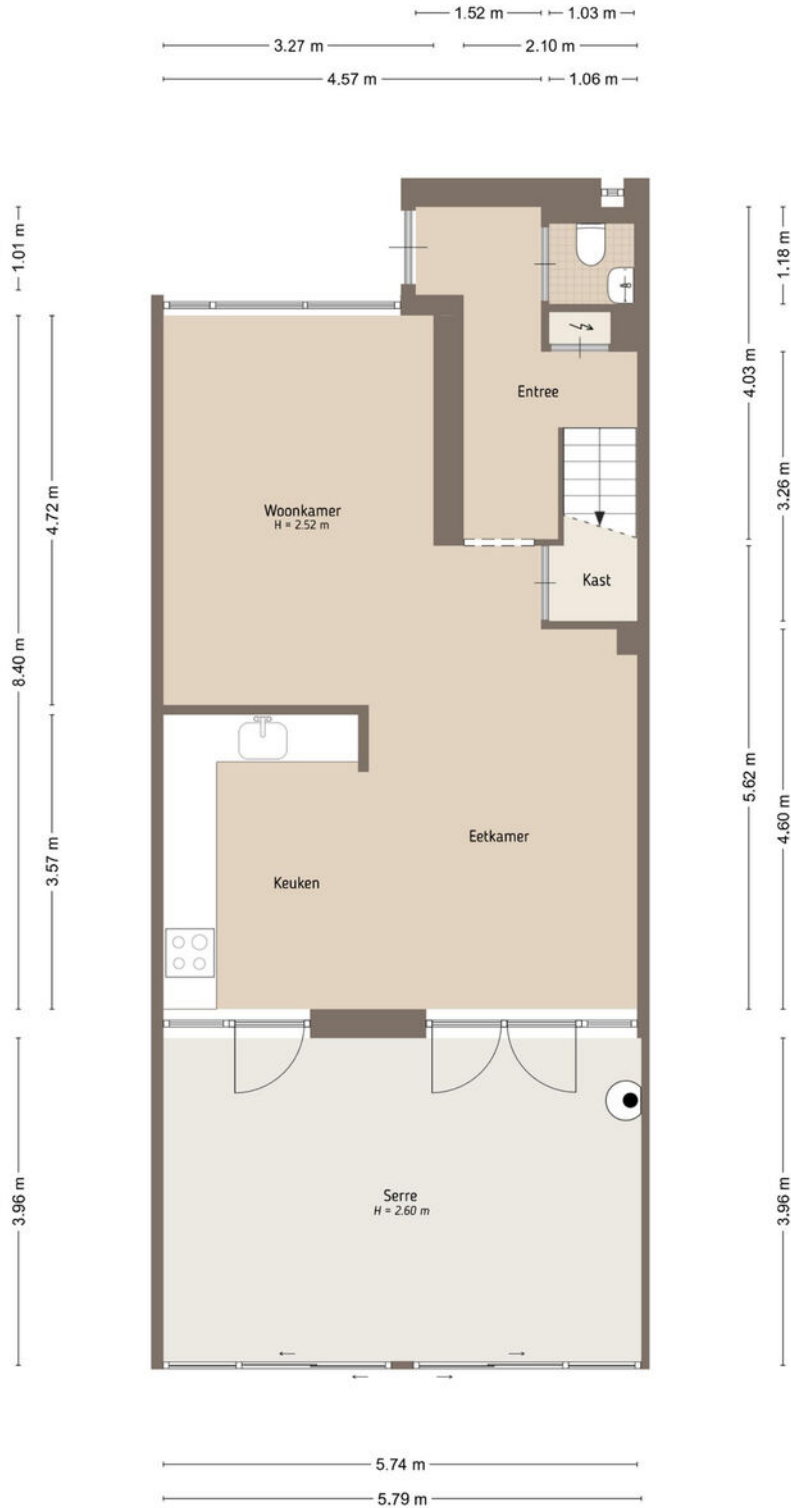 1.52 m
1.03 m
3.27 m
2.10 m
4.57 m
1.06 m
1.01 m
1.18 m
4.03 m
Entree
3.26 m
4.72 m
Woonkamer
H = 2.52 m
Kast
8.40 m
5.62 m
4.60 m
3.57 m
Eetkamer
Keuken
3.96 m
Serre
H = 2.60 m
3.96 m
5.74 m
5.79 m